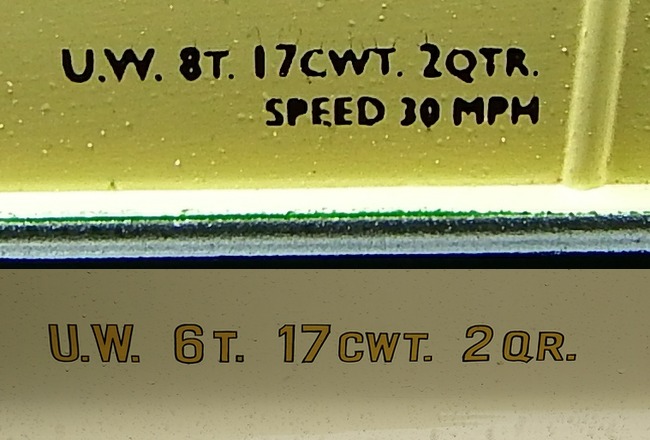 U.W. 8T. 17CWT. 2QTR.
SPEED 30 MPH
U.W. 6T. 17CWT. 2QR.